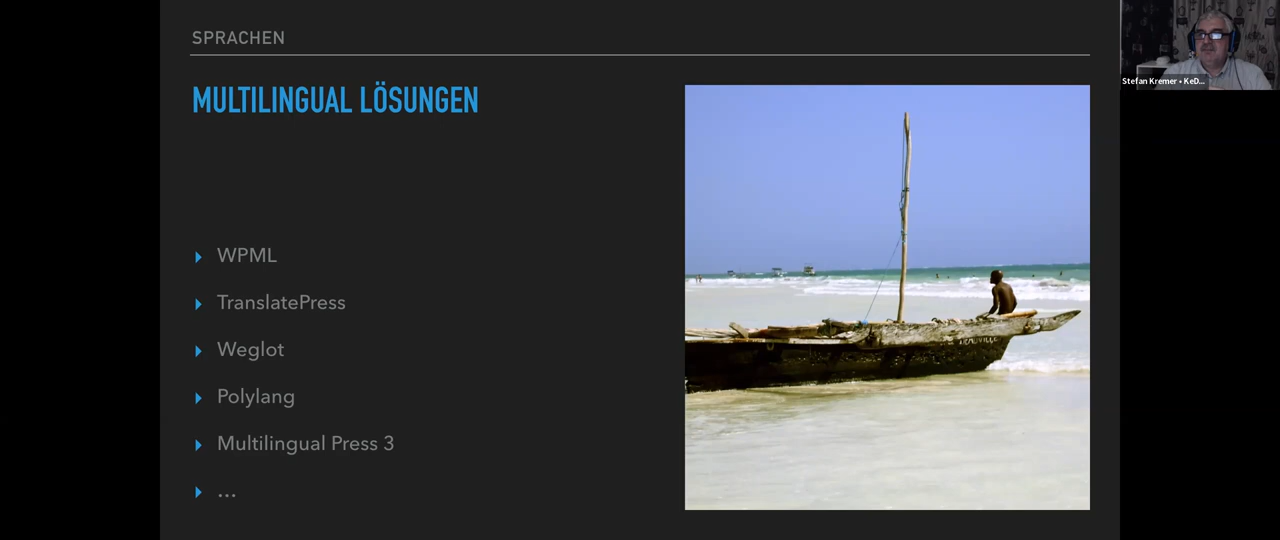 SPRACHEN
MULTILINGUAL LÖSUNGEN
WPML
TranslatePress
Weglot
Polylang
Multilingual Press 3
...
Stefan Kremer • KeD...